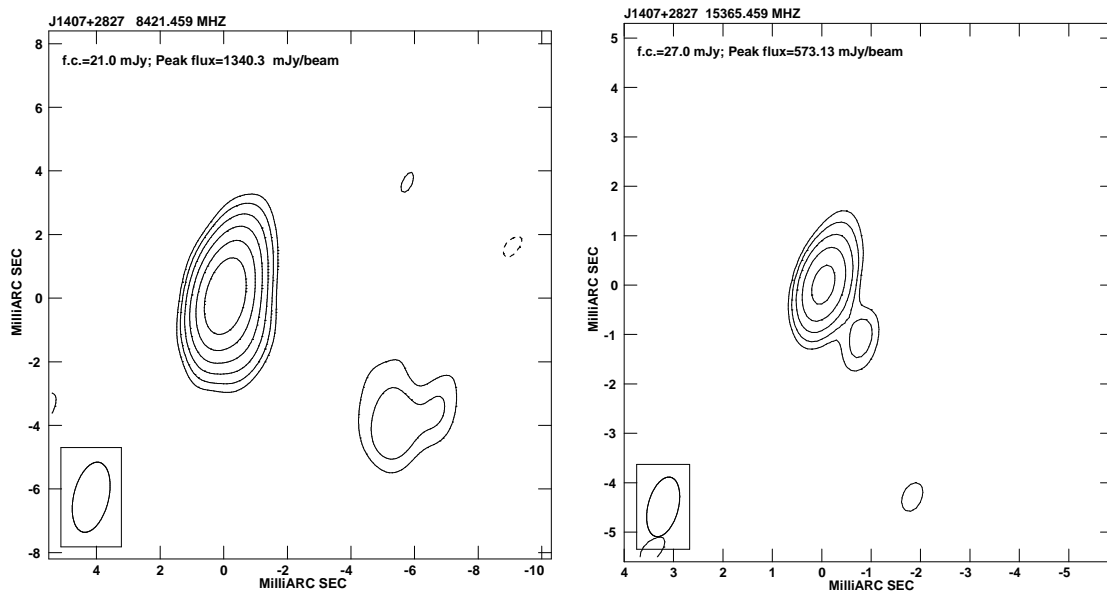 J1407+2827 8421.459 MHZ
f.c.=21.0 mJy; Peak flux=1340.3 mJy/beam
MilliARC SEC
8
6
4
2
0
-2
-4
-6
-8
4 2 0 -2 -4 -6 -8 -10
MilliARC SEC
J1407+2827 15365.459 MHZ
f.c.=27.0 mJy; Peak flux=573.13 mJy/beam
MilliARC SEC
5
4
3
2
1
0
-1
-2
-3
-4
-5
4 3 2 1 -0 -1 -2 -3 -4 -5
MilliARC SEC